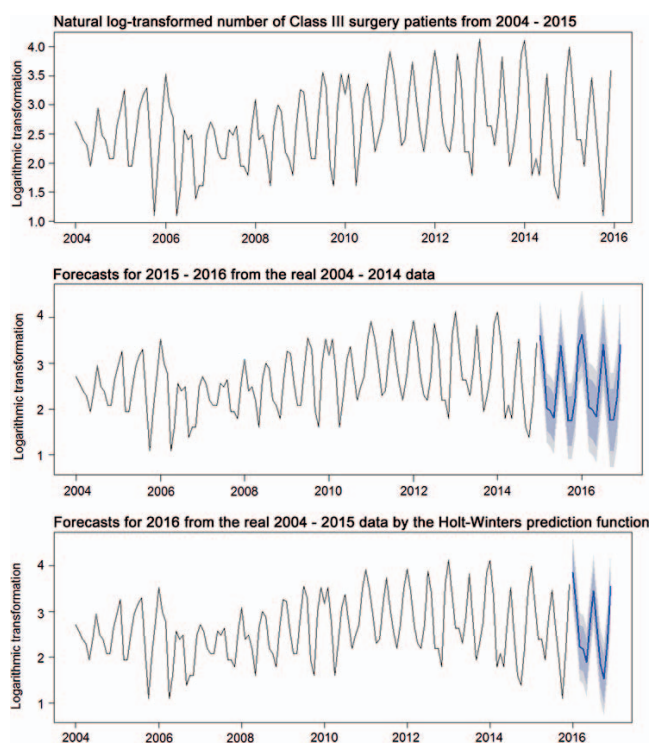 Natural log-transformed number of Class III surgery patients from 2004 - 2015
Logarithmic transformation
4.0
3.5
3.0
2.5
2.0
1.5
1.0
2004 2006 2008 2010 2012 2014 2016
Forecasts for 2015 - 2016 from the real 2004 - 2014 data
Logarithmic transformation
4
3
2
1
2004 2006 2008 2010 2012 2014 2016
Forecasts for 2016 from the real 2004 - 2015 data by the Holt-Winters prediction function
Logarithmic transformation
4
3
2
1
2004 2006 2008 2010 2012 2014 2016